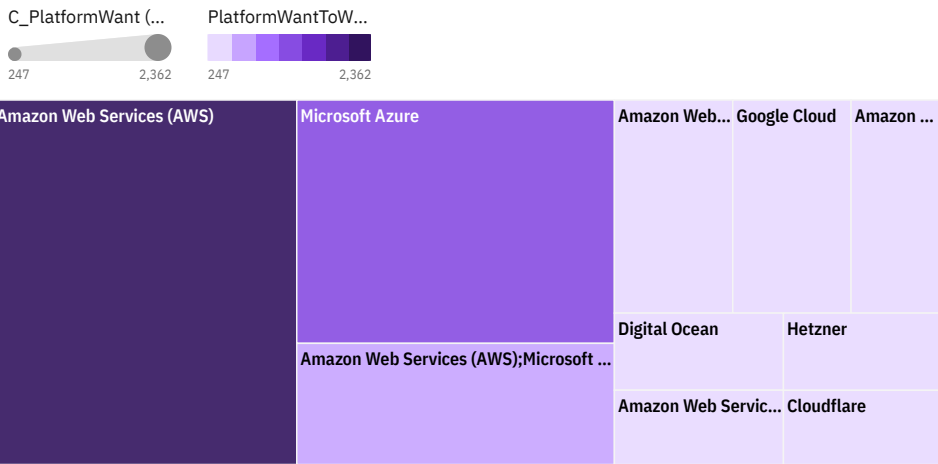 C_PlatformWant (... PlatformWantToW...
247 2,362 247 2,362
Amazon Web Services (AWS) Microsoft Azure Amazon Web... Google Cloud Amazon ...
Digital Ocean Hetzner
Amazon Web Services (AWS);Microsoft ...
Amazon Web Servic... Cloudflare